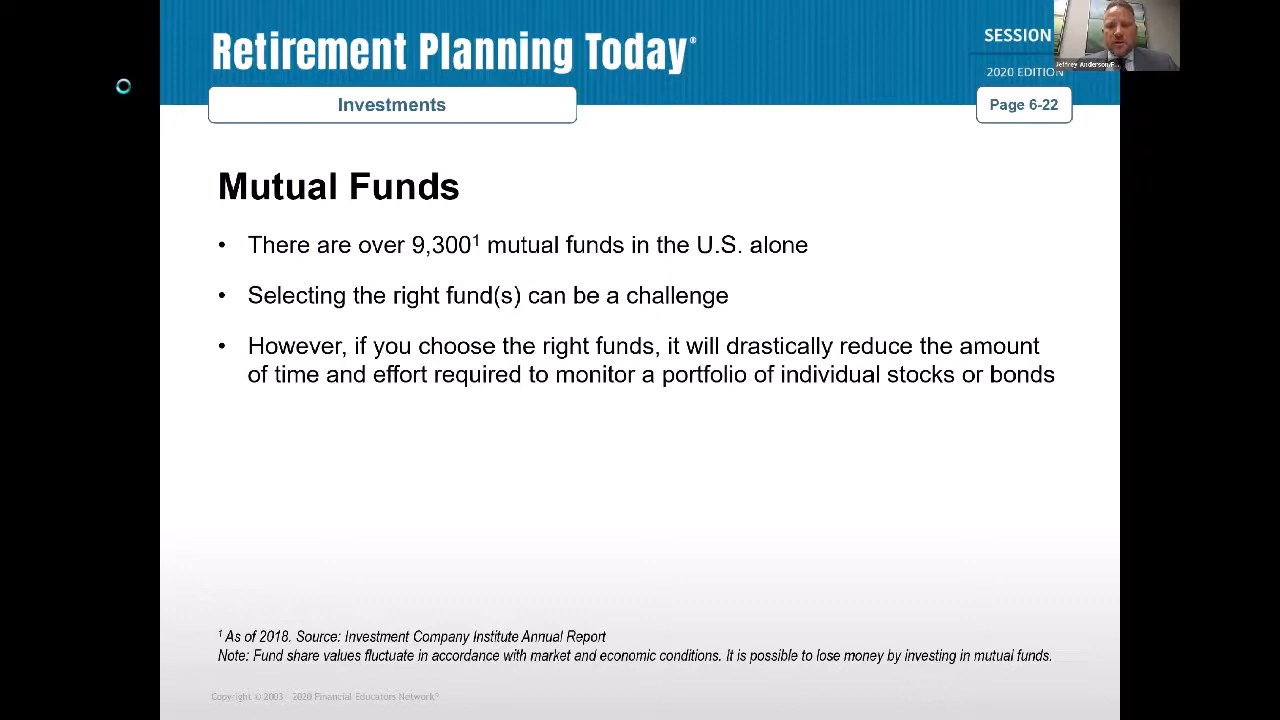 Retirement Planning Today®
SESSION
2020 EDITION
Jeffrey Anderson/F...
Investments
Page 6-22
Mutual Funds
• There are over 9,300¹ mutual funds in the U.S. alone
• Selecting the right fund(s) can be a challenge
• However, if you choose the right funds, it will drastically reduce the amount
of time and effort required to monitor a portfolio of individual stocks or bonds
¹ As of 2018. Source: Investment Company Institute Annual Report
Note: Fund share values fluctuate in accordance with market and economic conditions. It is possible to lose money by investing in mutual funds.
Copyright © 2003 - 2020 Financial Educators Network®